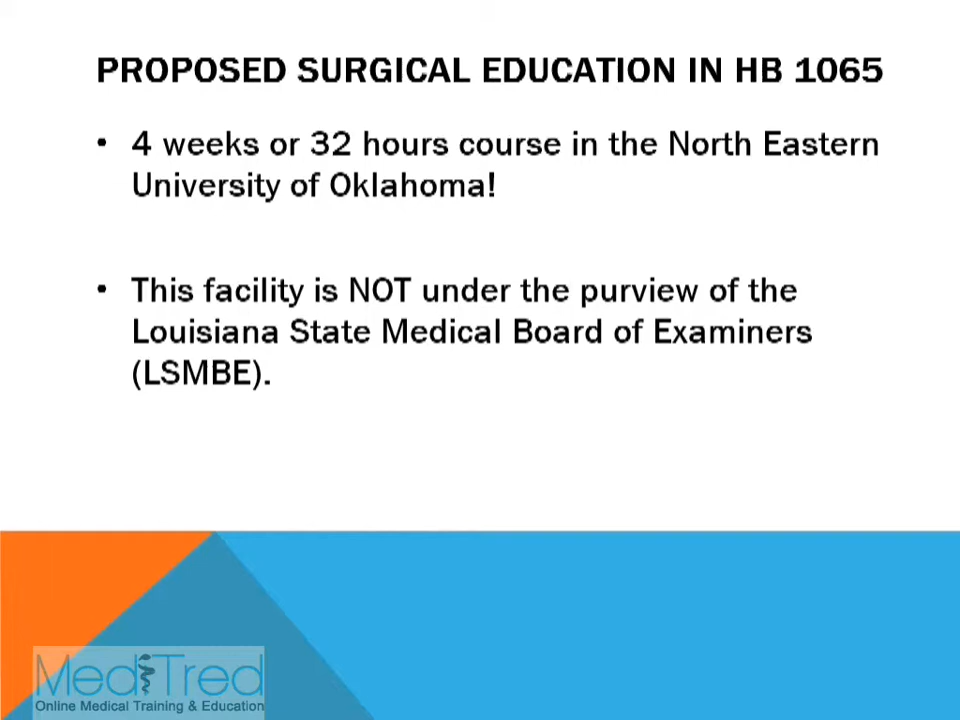 PROPOSED SURGICAL EDUCATION IN HB 1065
• 4 weeks or 32 hours course in the North Eastern
University of Oklahoma!
• This facility is NOT under the purview of the
Louisiana State Medical Board of Examiners
(LSMBE).
MediTred
Online Medical Training & Education